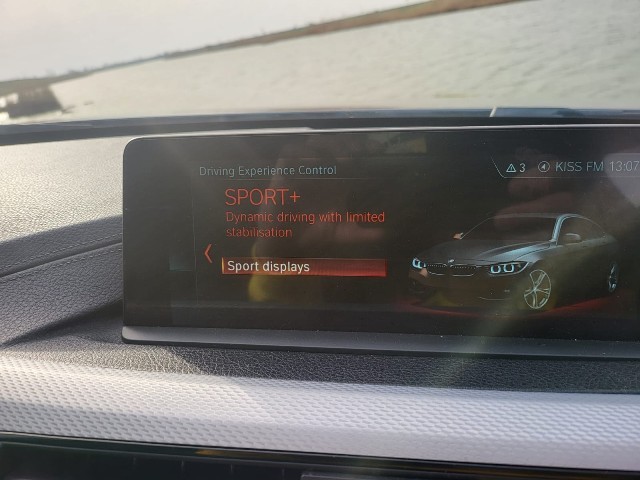 Driving Experience Control
3 KISS FM 13:07
SPORT+
Dynamic driving with limited
stabilisation
Sport displays